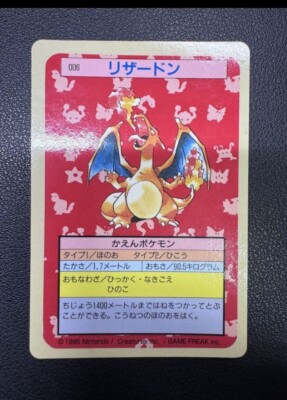 006 リザードン
かえんポケモン
タイプ1/ほのお タイプ2/ひこう
たかさ/1.7メートル おもさ/90.5キログラム
おもなわざ/ひっかく・なきごえ
ひのこ
ちじょう1400メートルまではねをつかってとぶ
ことができる。こうねつのほのおをはく。
© 1995 Nintendo / Creatures inc. / GAME FREAK inc.